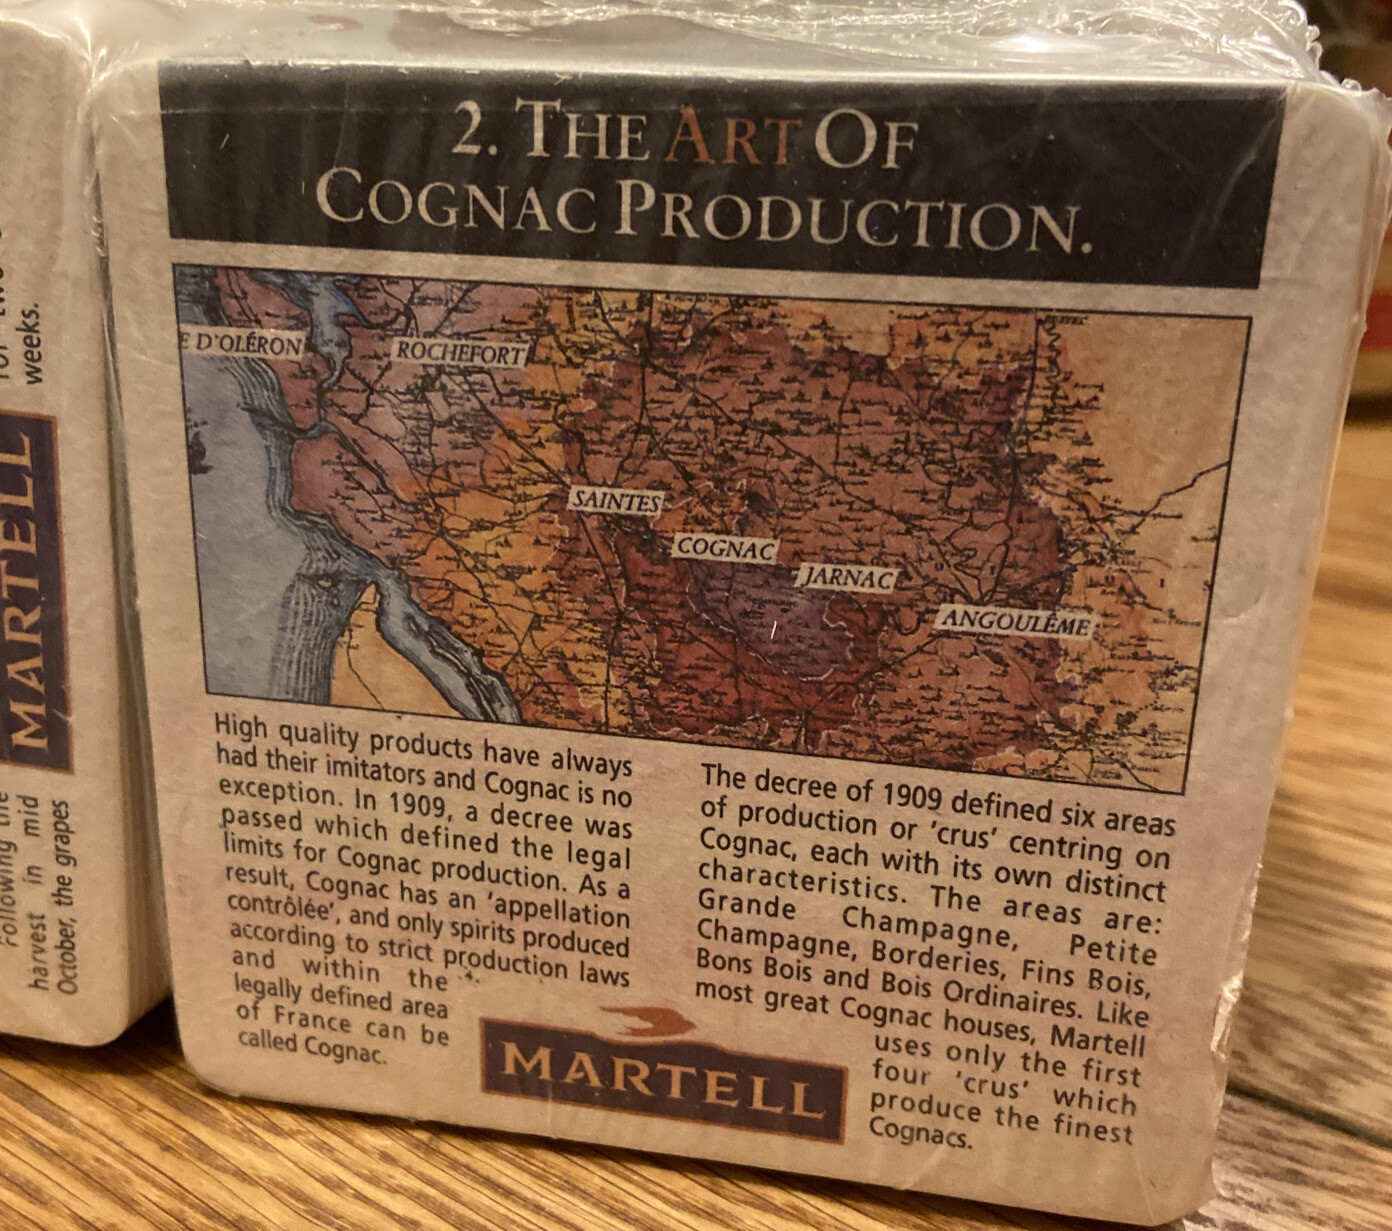 2. THE ART OF
COGNAC PRODUCTION.
E D'OLÉRON
ROCHEFORT
SAINTES
COGNAC
JARNAC
ANGOULÊME
High quality products have always
had their imitators and Cognac is no
exception. In 1909, a decree was
passed which defined the legal
limits for Cognac production. As a
result, Cognac has an 'appellation
contrôlée', and only spirits produced
according to strict production laws
and within the
legally defined area
of France can be
called Cognac.
The decree of 1909 defined six areas
of production or 'crus' centring on
Cognac, each with its own distinct
characteristics. The areas are:
Grande Champagne, Petite
Champagne, Borderies, Fins Bois,
Bons Bois and Bois Ordinaires. Like
most great Cognac houses, Martell
uses only the first
four 'crus' which
produce the finest
Cognacs.
MARTELL
weeks.
MARTELL
Following the
harvest in mid
October, the grapes